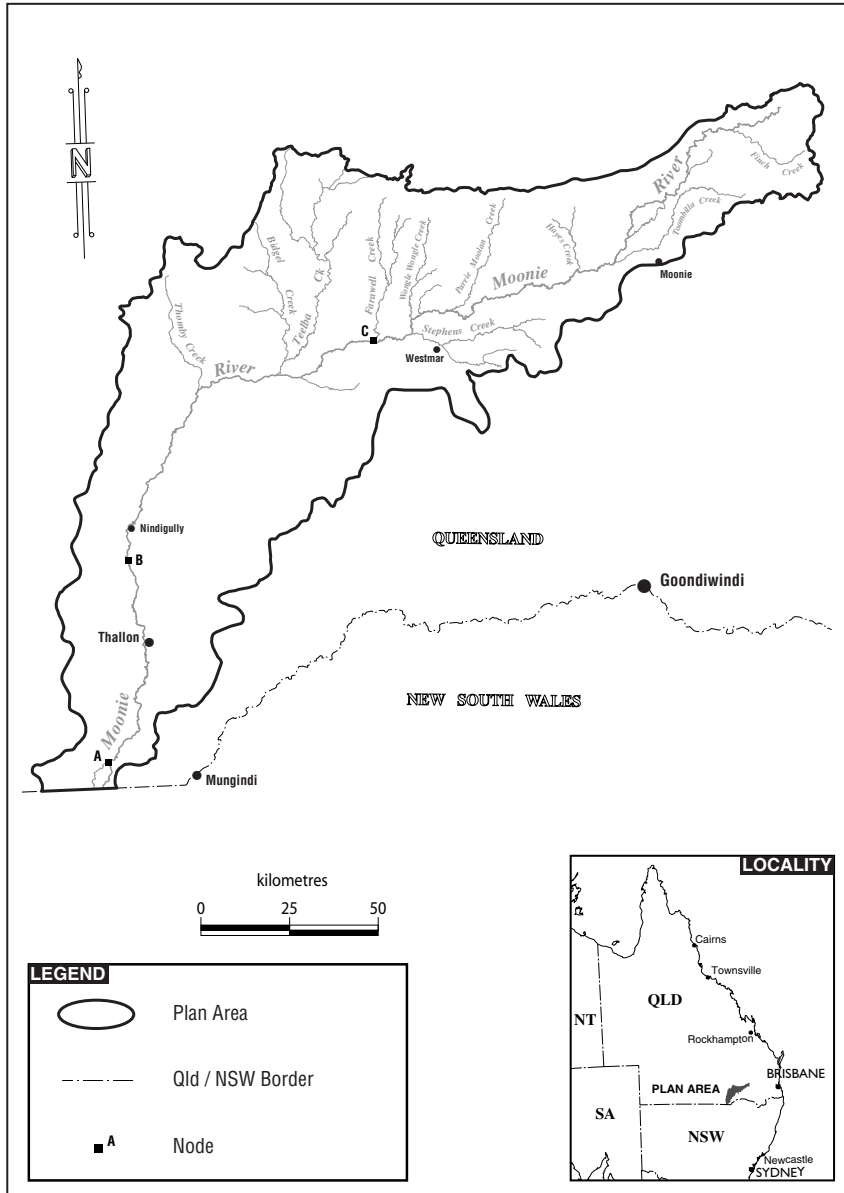 N
River
Finch
Creek
Toombilla Creek
Moonie
Hayes Creek
Moonie
Parrie Moolan Creek
Wongle Wongle Creek
Farawell Creek
Teelba Ck
Bidgel Creek
Thomby Creek
Stephens Creek
C
Westmar
River
Nindigully
B
QUEENSLAND
Goondiwindi
Thallon
NEW SOUTH WALES
Moonie
A
Mungindi
kilometres
0 25 50
LEGEND
Plan Area
Qld / NSW Border
A Node
LOCALITY
Cairns
Townsville
QLD
NT
Rockhampton
BRISBANE
PLAN AREA
SA
NSW
Newcastle
SYDNEY